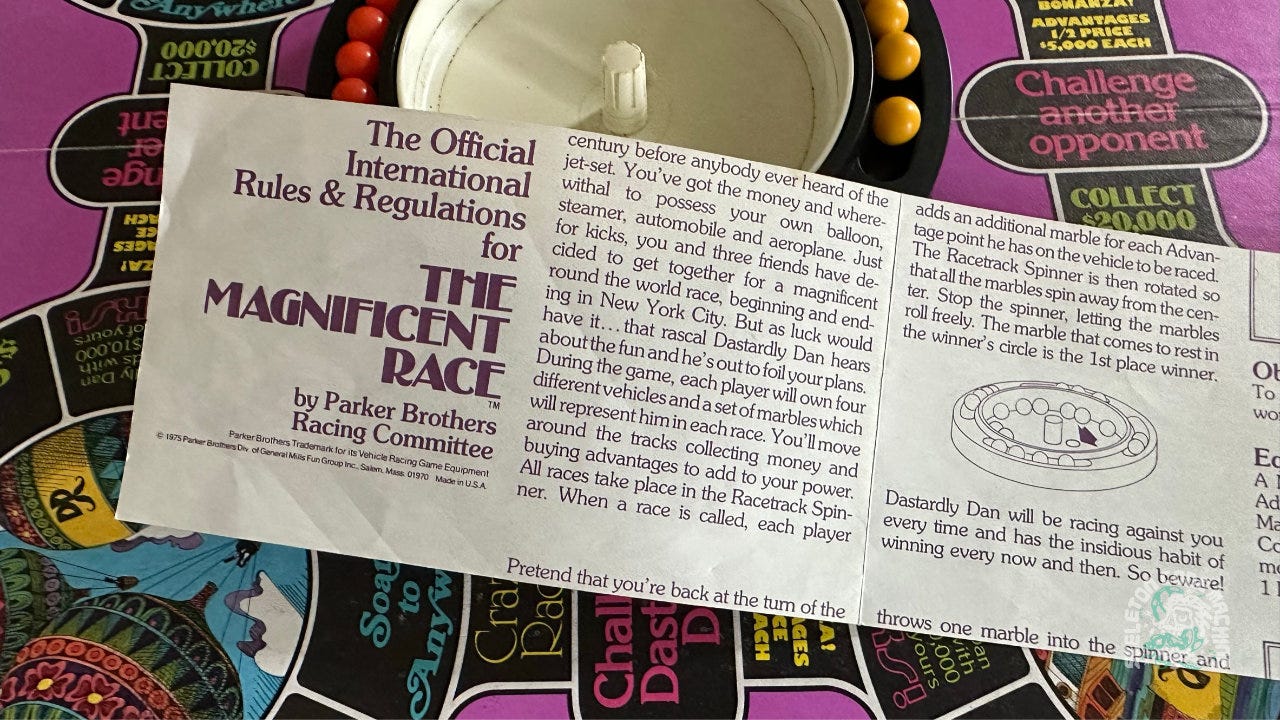 Anywhere
COLLECT
$20,000
BONANZA!
ADVANTAGES
1/2 PRICE
$5,000 EACH
Challenge
another
opponent
COLLECT
$20,000
The Official
International
Rules & Regulations
for
THE
MAGNIFICENT
RACE™
by Parker Brothers
Racing Committee
Parker Brothers Trademark for its Vehicle Racing Game Equipment
© 1975 Parker Brothers Div. of General Mills Fun Group Inc., Salem, Mass. 01970 Made in U.S.A.
century before anybody ever heard of the
jet-set. You've got the money and where-
withal to possess your own balloon,
steamer, automobile and aeroplane. Just
for kicks, you and three friends have de-
cided to get together for a magnificent
round the world race, beginning and end-
ing in New York City. But as luck would
have it...that rascal Dastardly Dan hears
about the fun and he's out to foil your plans.
During the game, each player will own four
different vehicles and a set of marbles which
will represent him in each race. You'll move
around the tracks collecting money and
buying advantages to add to your power.
All races take place in the Racetrack Spin-
ner. When a race is called, each player
Pretend that you're back at the turn of the
adds an additional marble for each Advan-
tage point he has on the vehicle to be raced.
The Racetrack Spinner is then rotated so
that all the marbles spin away from the cen-
ter. Stop the spinner, letting the marbles
roll freely. The marble that comes to rest in
the winner's circle is the 1st place winner.
Dastardly Dan will be racing against you
every time and has the insidious habit of
winning every now and then. So beware!
throws one marble into the spinner and
To
DR
Soar
to
Anyw